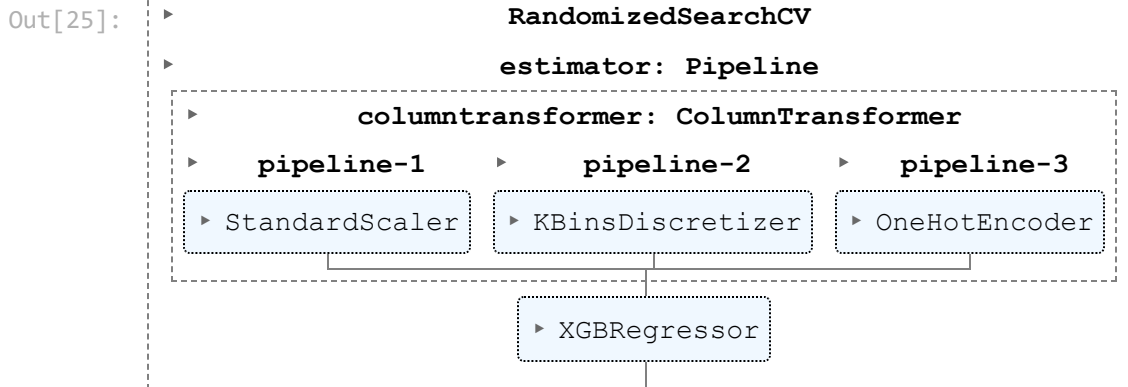 Out[25]:
RandomizedSearchCV
estimator: Pipeline
columntransformer: ColumnTransformer
pipeline-1 pipeline-2 pipeline-3
StandardScaler KBinsDiscretizer OneHotEncoder
XGBRegressor